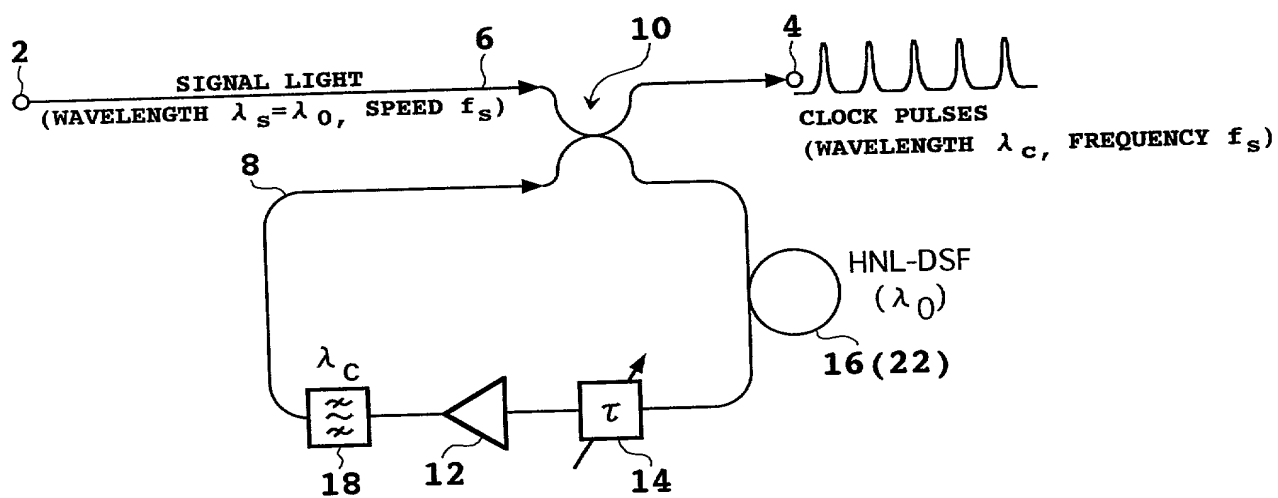 2
6
10
4
SIGNAL LIGHT
(WAVELENGTH λs=λ0, SPEED fs)
CLOCK PULSES
(WAVELENGTH λc, FREQUENCY fs)
8
HNL-DSF
(λ0)
16(22)
λC
τ
18
12
14